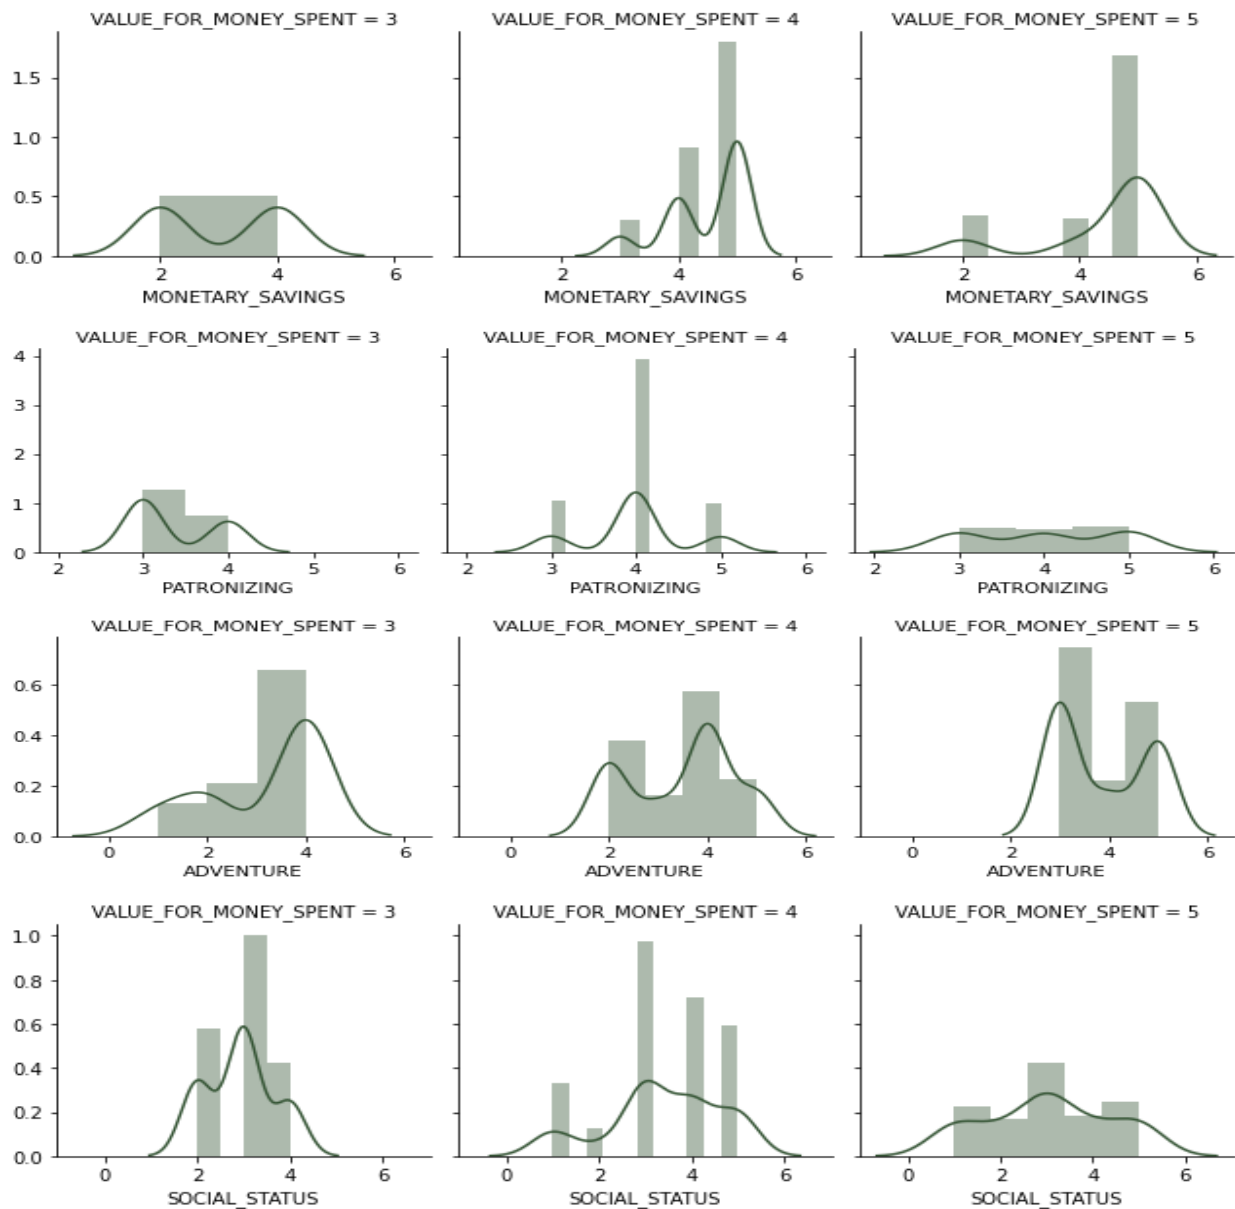 VALUE_FOR_MONEY_SPENT = 3 VALUE_FOR_MONEY_SPENT = 4 VALUE_FOR_MONEY_SPENT = 5
1.5
1.0
0.5
0.0
2 4 6 2 4 6 2 4 6
MONETARY_SAVINGS MONETARY_SAVINGS MONETARY_SAVINGS
VALUE_FOR_MONEY_SPENT = 3 VALUE_FOR_MONEY_SPENT = 4 VALUE_FOR_MONEY_SPENT = 5
4
3
2
1
0
2 3 4 5 6 2 3 4 5 6 2 3 4 5 6
PATRONIZING PATRONIZING PATRONIZING
VALUE_FOR_MONEY_SPENT = 3 VALUE_FOR_MONEY_SPENT = 4 VALUE_FOR_MONEY_SPENT = 5
0.6
0.4
0.2
0.0
0 2 4 6 0 2 4 6 0 2 4 6
ADVENTURE ADVENTURE ADVENTURE
VALUE_FOR_MONEY_SPENT = 3 VALUE_FOR_MONEY_SPENT = 4 VALUE_FOR_MONEY_SPENT = 5
1.0
0.8
0.6
0.4
0.2
0.0
0 2 4 6 0 2 4 6 0 2 4 6
SOCIAL_STATUS SOCIAL_STATUS SOCIAL_STATUS